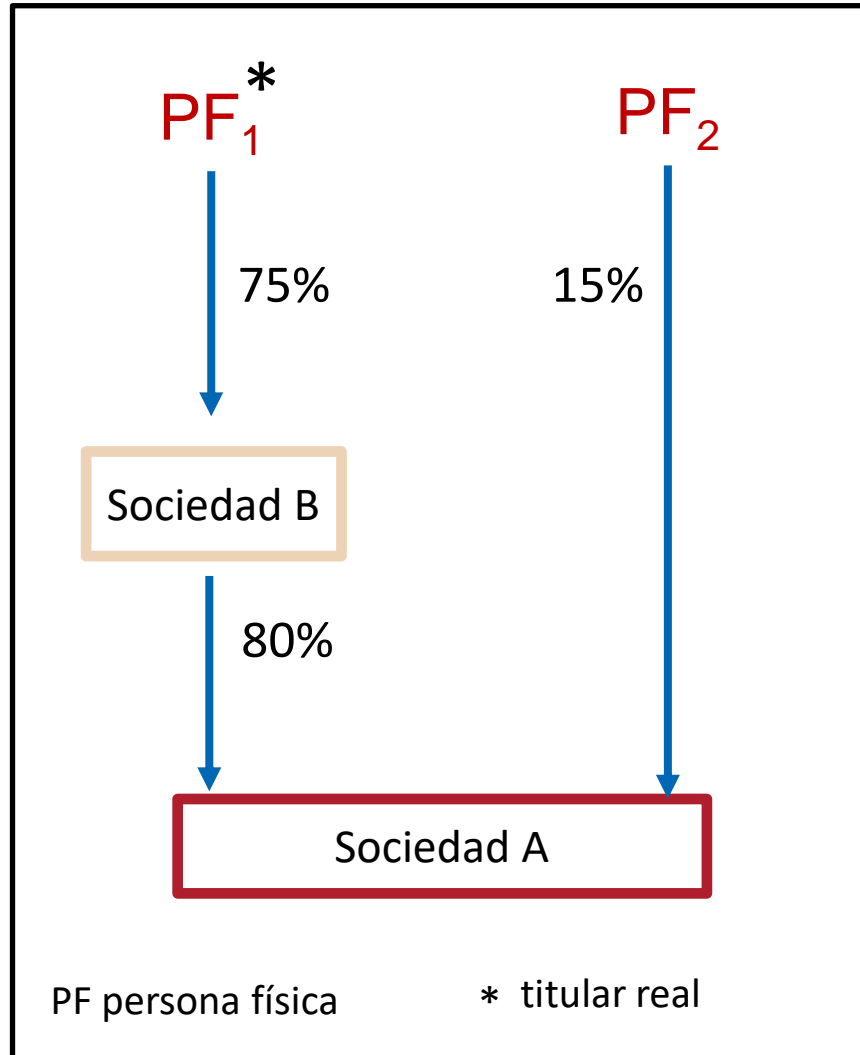 PF1*
PF2
75%
15%
Sociedad B
80%
Sociedad A
PF persona física
* titular real